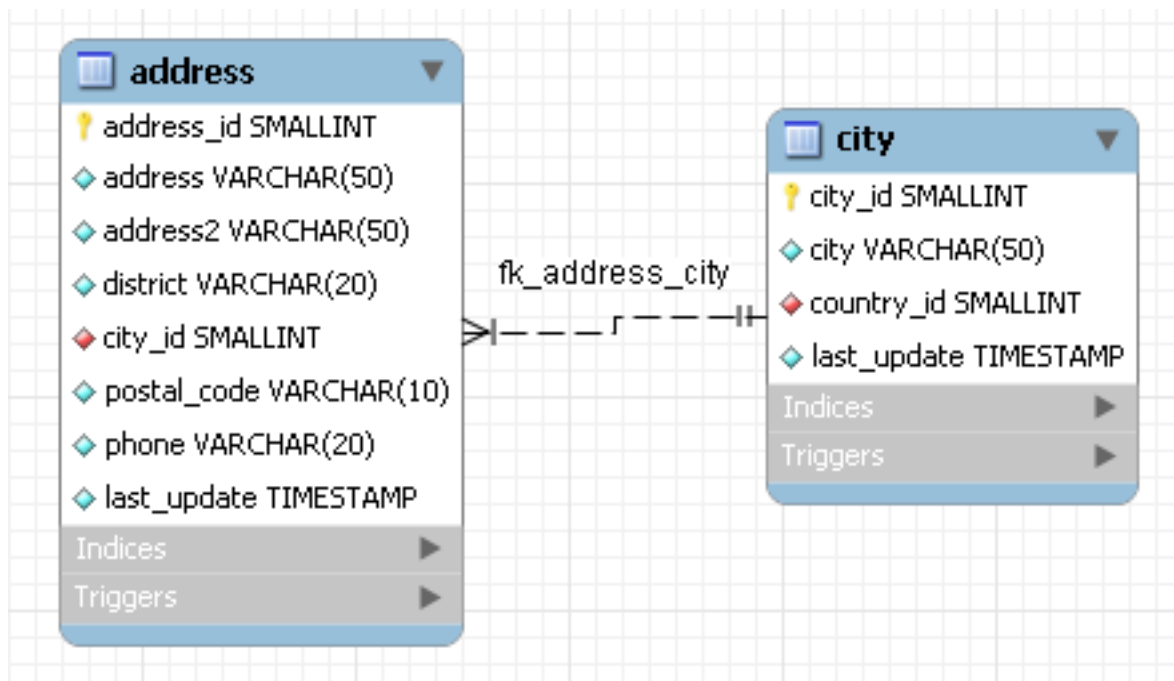 address
address_id SMALLINT
address VARCHAR(50)
address2 VARCHAR(50)
district VARCHAR(20)
city_id SMALLINT
postal_code VARCHAR(10)
phone VARCHAR(20)
last_update TIMESTAMP
Indices
Triggers
fk_address_city
city
city_id SMALLINT
city VARCHAR(50)
country_id SMALLINT
last_update TIMESTAMP
Indices
Triggers